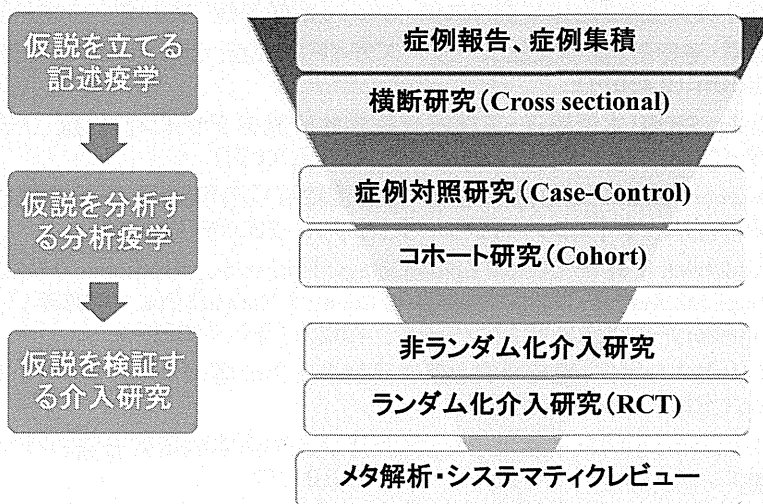 仮説を立てる
記述疫学
仮説を分析す
る分析疫学
仮説を検証す
る介入研究
症例報告、症例集積
横断研究(Cross sectional)
症例対照研究(Case-Control)
コホート研究(Cohort)
非ランダム化介入研究
ランダム化介入研究(RCT)
メタ解析・システマティクレビュー